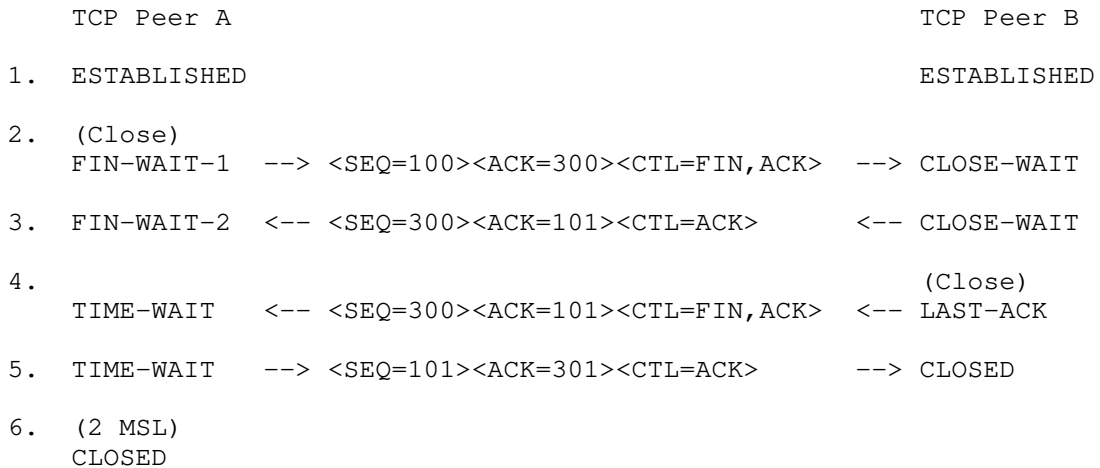 TCP Peer A                                           TCP Peer B
1.  ESTABLISHED                                          ESTABLISHED
2.  (Close)
    FIN-WAIT-1  --> <SEQ=100><ACK=300><CTL=FIN,ACK>  --> CLOSE-WAIT
3.  FIN-WAIT-2  <-- <SEQ=300><ACK=101><CTL=ACK>      <-- CLOSE-WAIT
4.                                                       (Close)
    TIME-WAIT   <-- <SEQ=300><ACK=101><CTL=FIN,ACK>  <-- LAST-ACK
5.  TIME-WAIT   --> <SEQ=101><ACK=301><CTL=ACK>      --> CLOSED
6.  (2 MSL)
    CLOSED